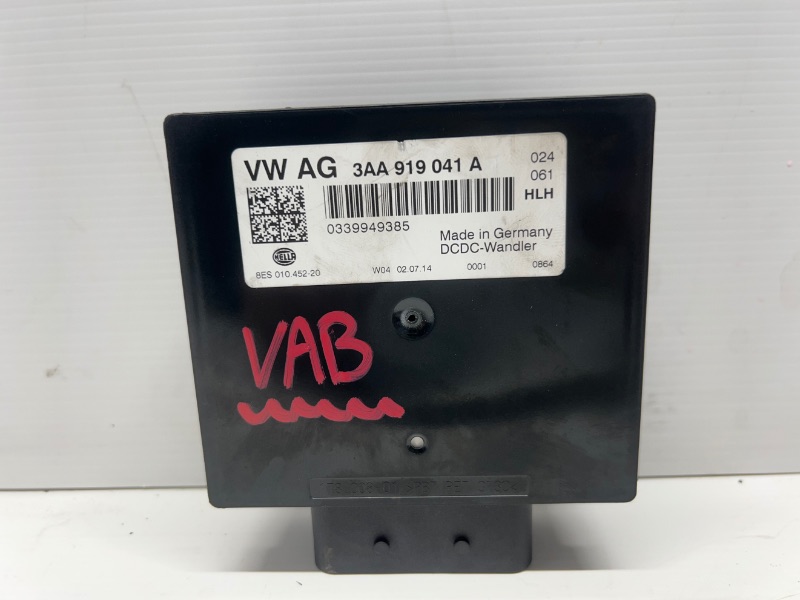 VW AG 3AA 919 041 A
024
061
HLH
0339949385
Made in Germany
DCDC-Wandler
HELLA
8ES 010.452-20
W04 02.07.14
0001
0864
VAB